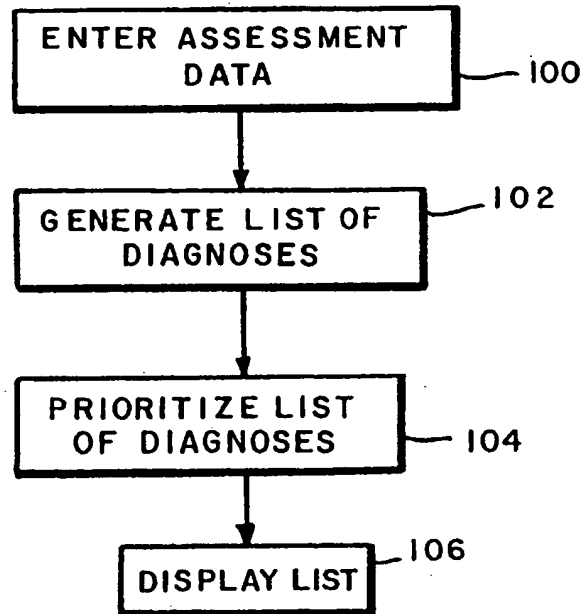 ENTER ASSESSMENT
DATA
100
GENERATE LIST OF
DIAGNOSES
102
PRIORITIZE LIST
OF DIAGNOSES
104
DISPLAY LIST
106